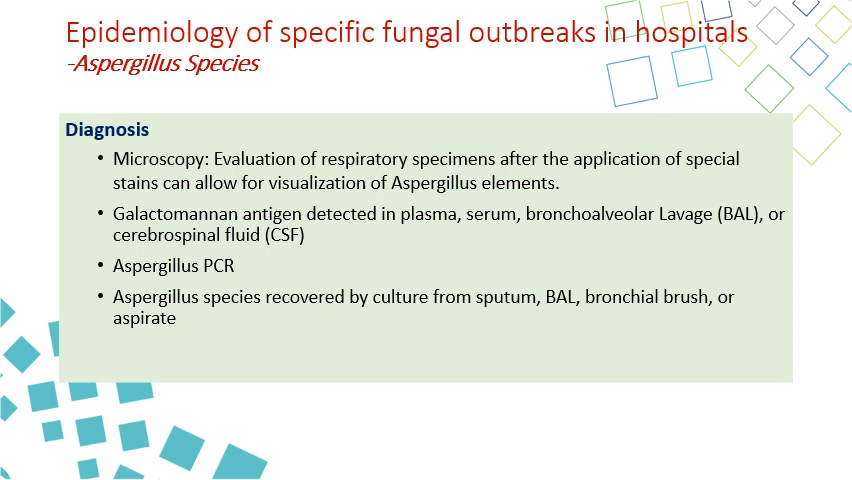 Epidemiology of specific fungal outbreaks in hospitals
-Aspergillus Species
Diagnosis
• Microscopy: Evaluation of respiratory specimens after the application of special
stains can allow for visualization of Aspergillus elements.
• Galactomannan antigen detected in plasma, serum, bronchoalveolar Lavage (BAL), or
cerebrospinal fluid (CSF)
• Aspergillus PCR
• Aspergillus species recovered by culture from sputum, BAL, bronchial brush, or
aspirate